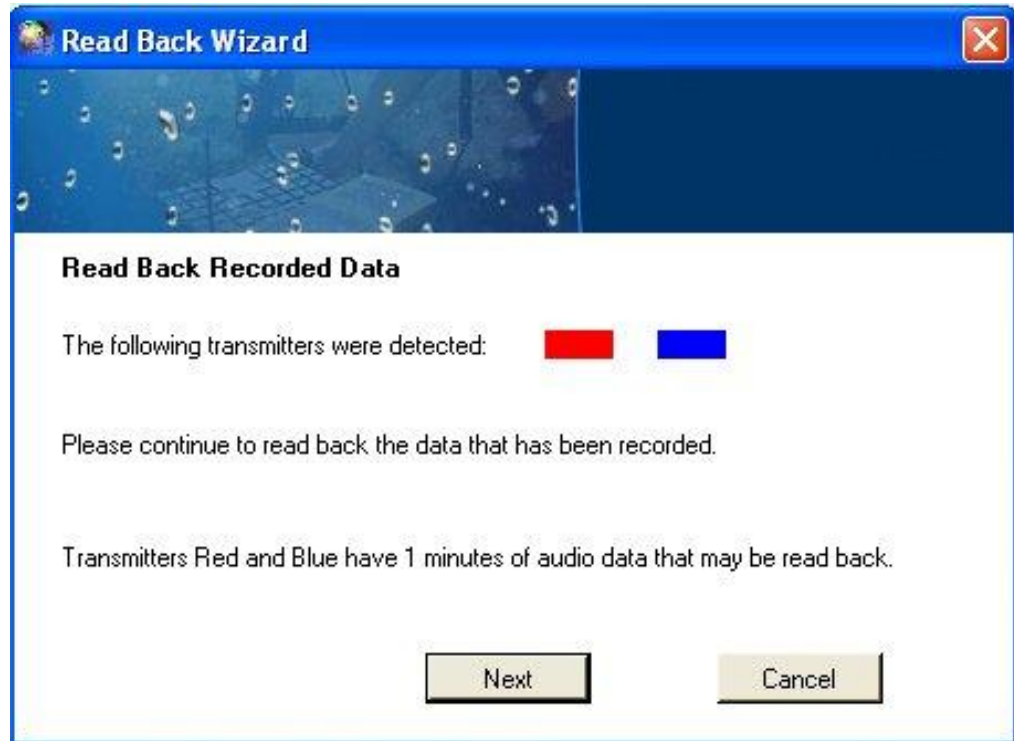 Read Back Wizard
Read Back Recorded Data
The following transmitters were detected:
Please continue to read back the data that has been recorded.
Transmitters Red and Blue have 1 minutes of audio data that may be read back.
Next Cancel